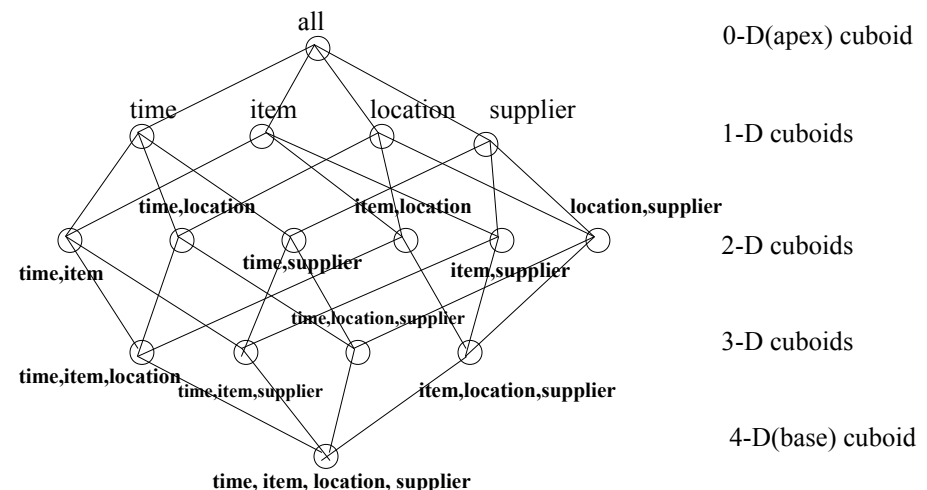 all
0-D(apex) cuboid
time
item
location
supplier
1-D cuboids
time,location
item,location
location,supplier
2-D cuboids
time,item
time,supplier
item,supplier
time,location,supplier
3-D cuboids
time,item,location
time,item,supplier
item,location,supplier
4-D(base) cuboid
time, item, location, supplier